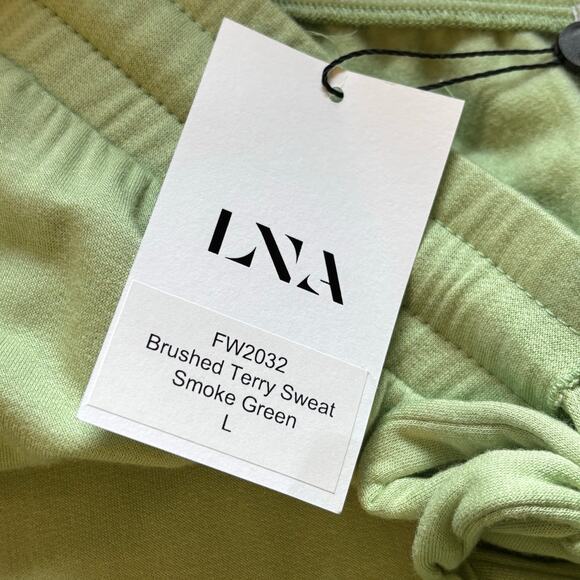 LNA
FW2032
Brushed Terry Sweat
Smoke Green
L